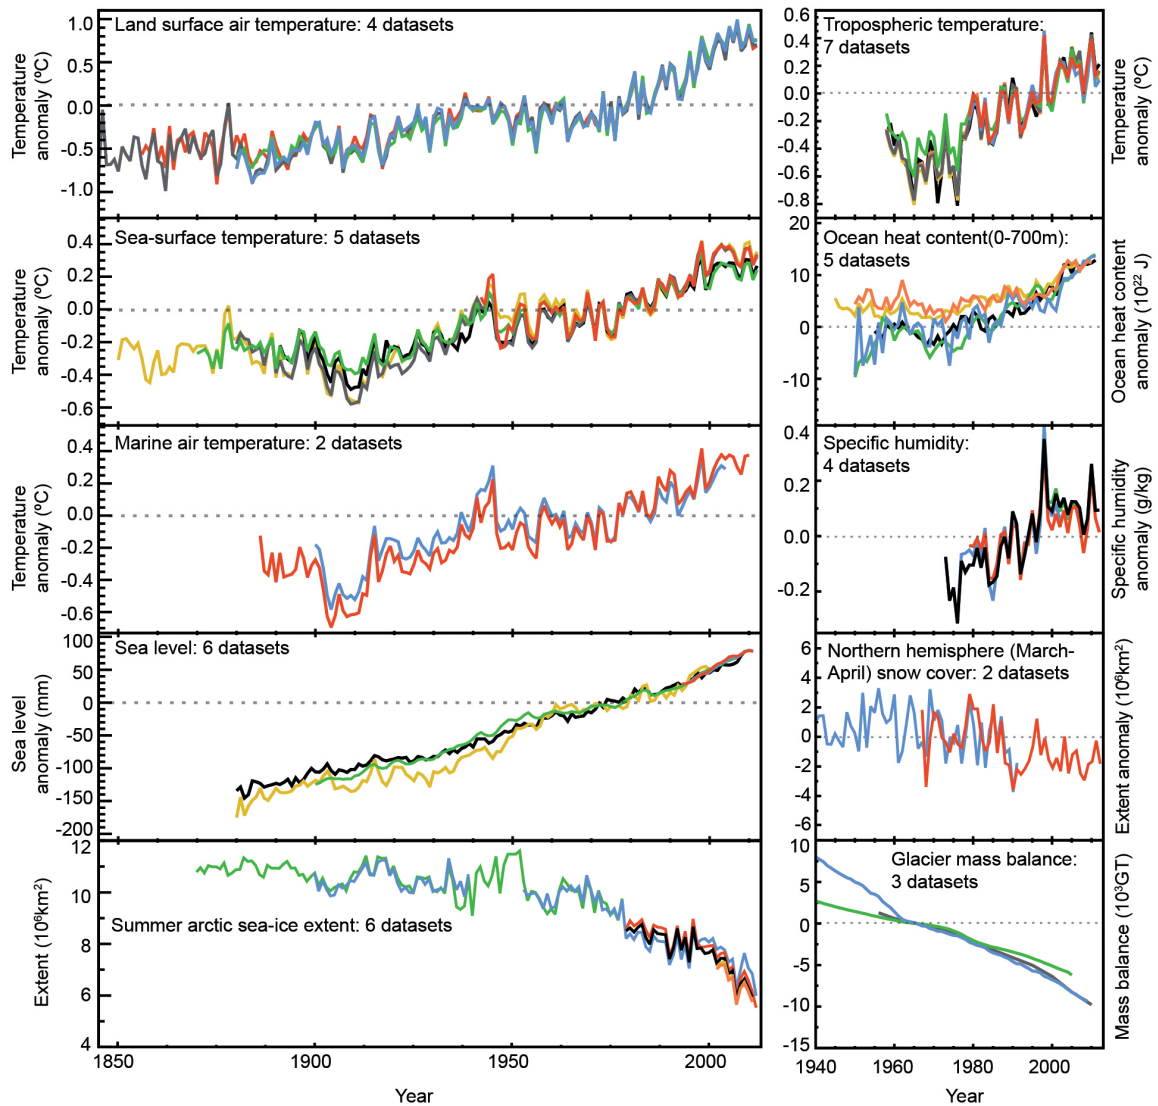 Land surface air temperature: 4 datasets
1.0
0.5
0.0
-0.5
-1.0
Temperature
anomaly (ºC)
Sea-surface temperature: 5 datasets
0.4
0.2
0.0
-0.2
-0.4
-0.6
Temperature
anomaly (ºC)
Marine air temperature: 2 datasets
0.4
0.2
0.0
-0.2
-0.4
-0.6
Temperature
anomaly (ºC)
Sea level: 6 datasets
100
50
0
-50
-100
-150
-200
Sea level
anomaly (mm)
Summer arctic sea-ice extent: 6 datasets
12
10
8
6
4
Extent (10⁶km²)
1850 1900 1950 2000
Year
Tropospheric temperature:
7 datasets
0.6
0.4
0.2
0.0
-0.2
-0.4
-0.6
-0.8
Temperature
anomaly (ºC)
Ocean heat content(0-700m):
5 datasets
20
10
0
-10
Ocean heat content
anomaly (10²² J)
Specific humidity:
4 datasets
0.4
0.2
0.0
-0.2
Specific humidity
anomaly (g/kg)
Northern hemisphere (March-
April) snow cover: 2 datasets
6
4
2
0
-2
-4
-6
Extent anomaly (10⁶km²)
Glacier mass balance:
3 datasets
10
5
0
-5
-10
-15
Mass balance (10³GT)
1940 1960 1980 2000
Year